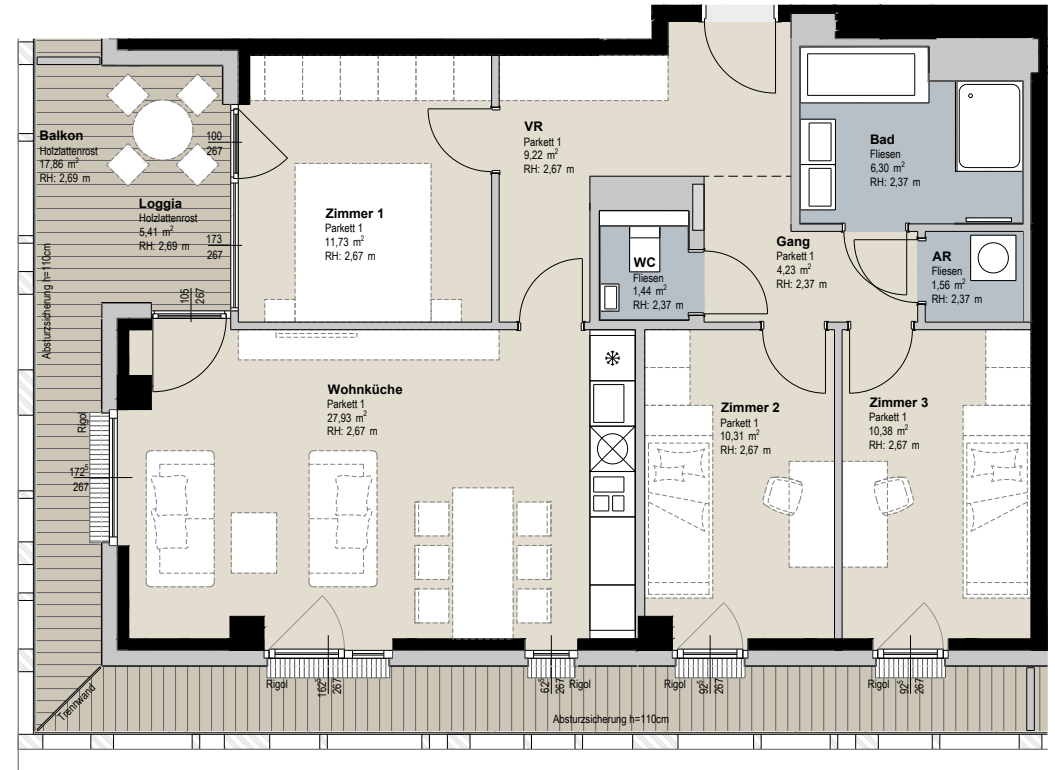 VR
Parkett 1
9,22 m²
RH: 2,67 m
Balkon
Holzlattenrost
17,86 m²
RH: 2,69 m
100
267
Bad
Fliesen
6,30 m²
RH: 2,37 m
Loggia
Holzlattenrost
5,41 m²
RH: 2,69 m
173
267
Zimmer 1
Parkett 1
11,73 m²
RH: 2,67 m
WC
Fliesen
1,44 m²
RH: 2,37 m
Gang
Parkett 1
4,23 m²
RH: 2,37 m
AR
Fliesen
1,56 m²
RH: 2,37 m
105
267
Absturzsicherung h=110cm
Wohnküche
Parkett 1
27,93 m²
RH: 2,67 m
Zimmer 2
Parkett 1
10,31 m²
RH: 2,67 m
Zimmer 3
Parkett 1
10,38 m²
RH: 2,67 m
Rigol
172⁵
267
Trennwand
Rigol
162⁵
267
62⁵
267
Rigol
Rigol
92⁵
267
Rigol
92⁵
267
Absturzsicherung h=110cm